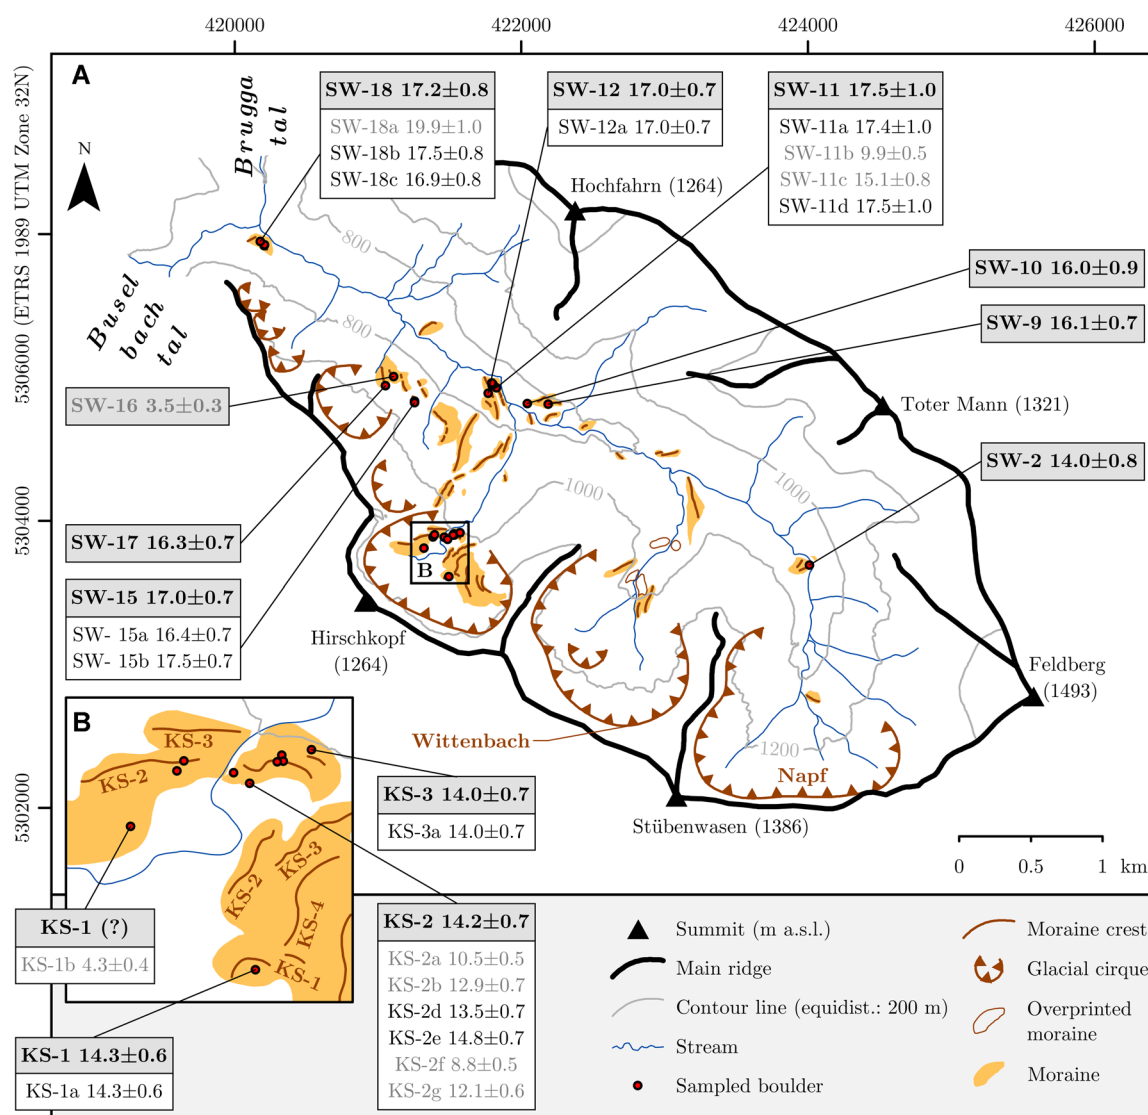 420000
422000
424000
426000
5306000 (ETRS 1989 UTM Zone 32N)
5304000
5302000
A
N
Brugga
tal
Busel
bach
tal
SW-18 17.2±0.8
SW-18a 19.9±1.0
SW-18b 17.5±0.8
SW-18c 16.9±0.8
SW-12 17.0±0.7
SW-12a 17.0±0.7
SW-11 17.5±1.0
SW-11a 17.4±1.0
SW-11b 9.9±0.5
SW-11c 15.1±0.8
SW-11d 17.5±1.0
Hochfahrn (1264)
800
800
SW-10 16.0±0.9
SW-9 16.1±0.7
SW-16 3.5±0.3
Toter Mann (1321)
SW-2 14.0±0.8
1000
1000
SW-17 16.3±0.7
SW-15 17.0±0.7
SW- 15a 16.4±0.7
SW- 15b 17.5±0.7
B
Hirschkopf
(1264)
Feldberg
(1493)
Wittenbach
1200
Napf
Stübenwasen (1386)
0
1 km
B
KS-3
KS-2
KS-3
KS-2
KS-4
KS-1
KS-3 14.0±0.7
KS-3a 14.0±0.7
KS-1 (?)
KS-1b 4.3±0.4
KS-2 14.2±0.7
KS-2a 10.5±0.5
KS-2b 12.9±0.7
KS-2d 13.5±0.7
KS-2e 14.8±0.7
KS-2f 8.8±0.5
KS-2g 12.1±0.6
KS-1 14.3±0.6
KS-1a 14.3±0.6
Summit (m a.s.l.)
Main ridge
Contour line (equidist.: 200 m)
Stream
Sampled boulder
Moraine crest
Glacial cirque
Overprinted
moraine
Moraine